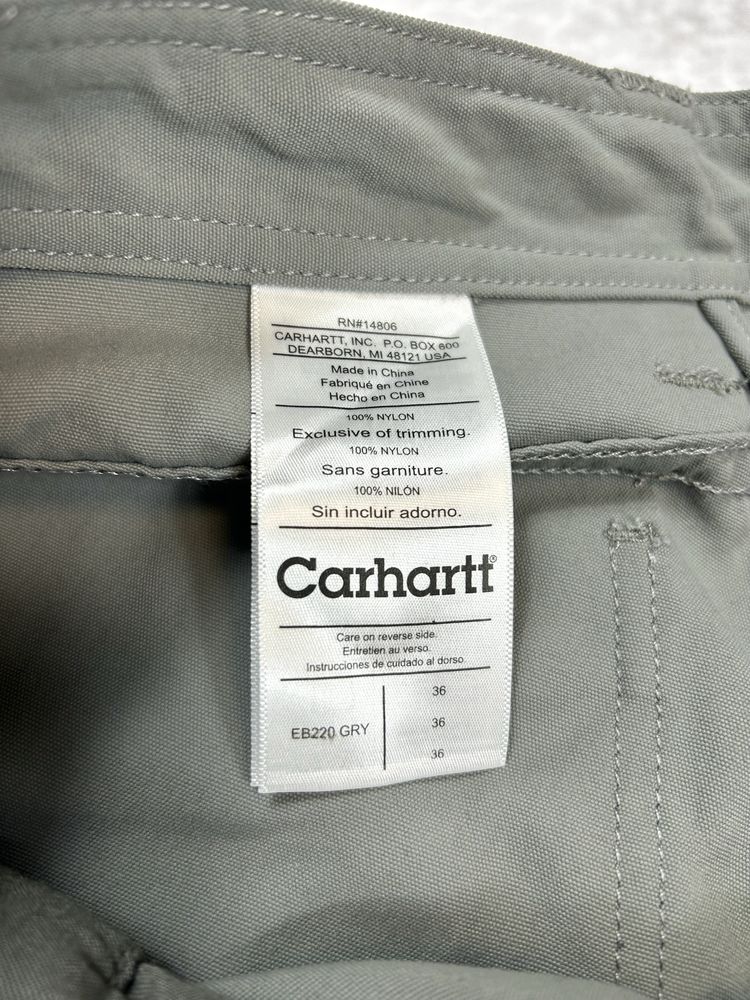 RN#14806
CARHARTT, INC. P.O. BOX 600
DEARBORN, MI 48121 USA
Made in China
Fabriqué en Chine
Hecho en China
100% NYLON
Exclusive of trimming.
100% NYLON
Sans garniture.
100% NILÓN
Sin incluir adorno.
Carhartt®
Care on reverse side.
Entretien au verso.
Instrucciones de cuidado al dorso.
36
EB220 GRY 36
36